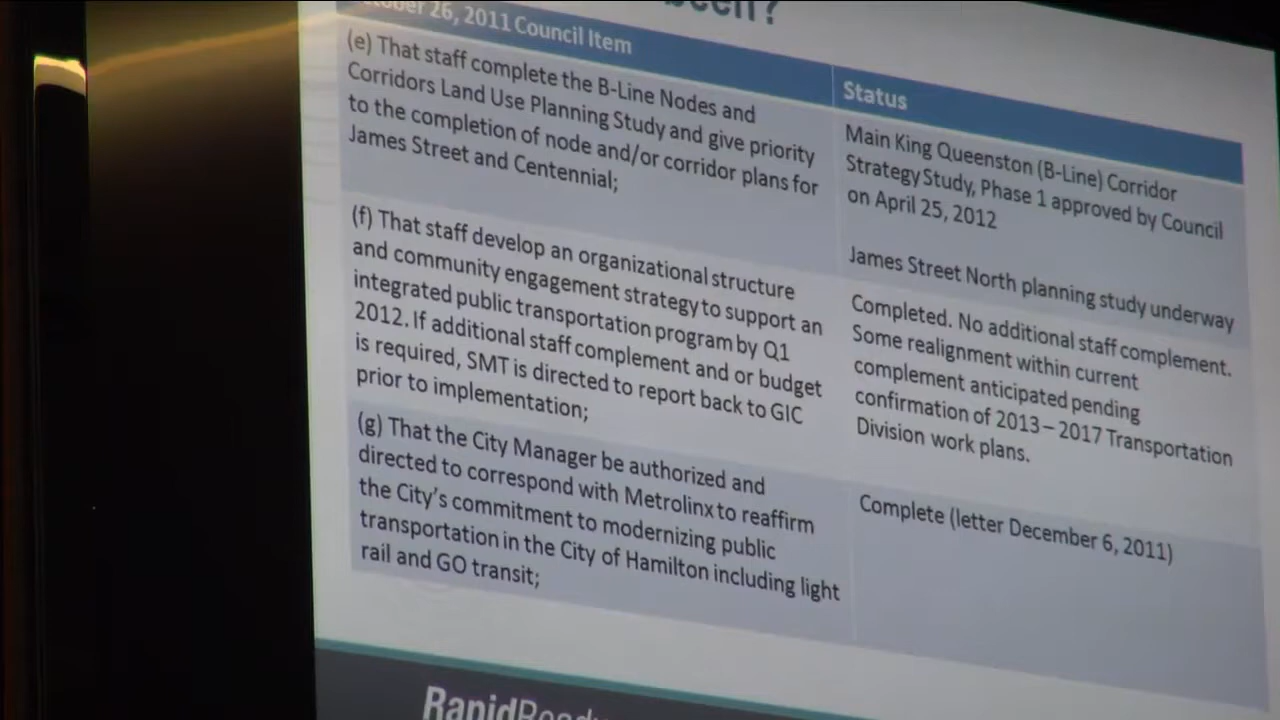 been?
October 26, 2011 Council Item
Status
(e) That staff complete the B-Line Nodes and
Corridors Land Use Planning Study and give priority
to the completion of node and/or corridor plans for
James Street and Centennial;
Main King Queenston (B-Line) Corridor
Strategy Study, Phase 1 approved by Council
on April 25, 2012
James Street North planning study underway
(f) That staff develop an organizational structure
and community engagement strategy to support an
integrated public transportation program by Q1
2012. If additional staff complement and or budget
is required, SMT is directed to report back to GIC
prior to implementation;
Completed. No additional staff complement.
Some realignment within current
complement anticipated pending
confirmation of 2013 – 2017 Transportation
Division work plans.
(g) That the City Manager be authorized and
directed to correspond with Metrolinx to reaffirm
the City's commitment to modernizing public
transportation in the City of Hamilton including light
rail and GO transit;
Complete (letter December 6, 2011)
RapidReady